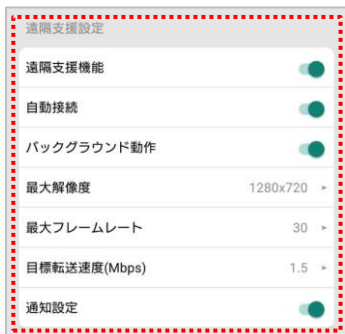 遠隔支援設定
遠隔支援機能
自動接続
バックグラウンド動作
最大解像度 1280x720
最大フレームレート 30
目標転送速度(Mbps) 1.5
通知設定